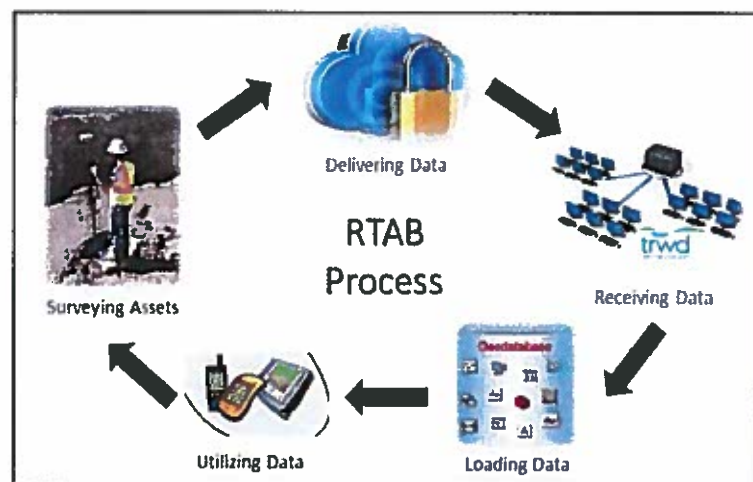 Delivering Data
RTAB
Process
trwd
Receiving Data
Surveying Assets
Geodatabase
Utilizing Data
Loading Data